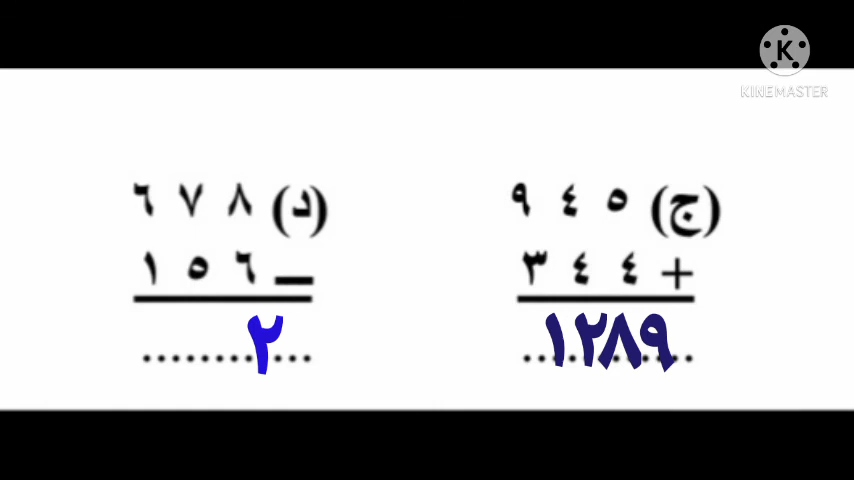 KINEMASTER
(ج) ٩ ٤ ٥
+ ٣ ٤ ٤
١٢٨٩
(د) ٦ ٧ ٨
− ١ ٥ ٦
٢